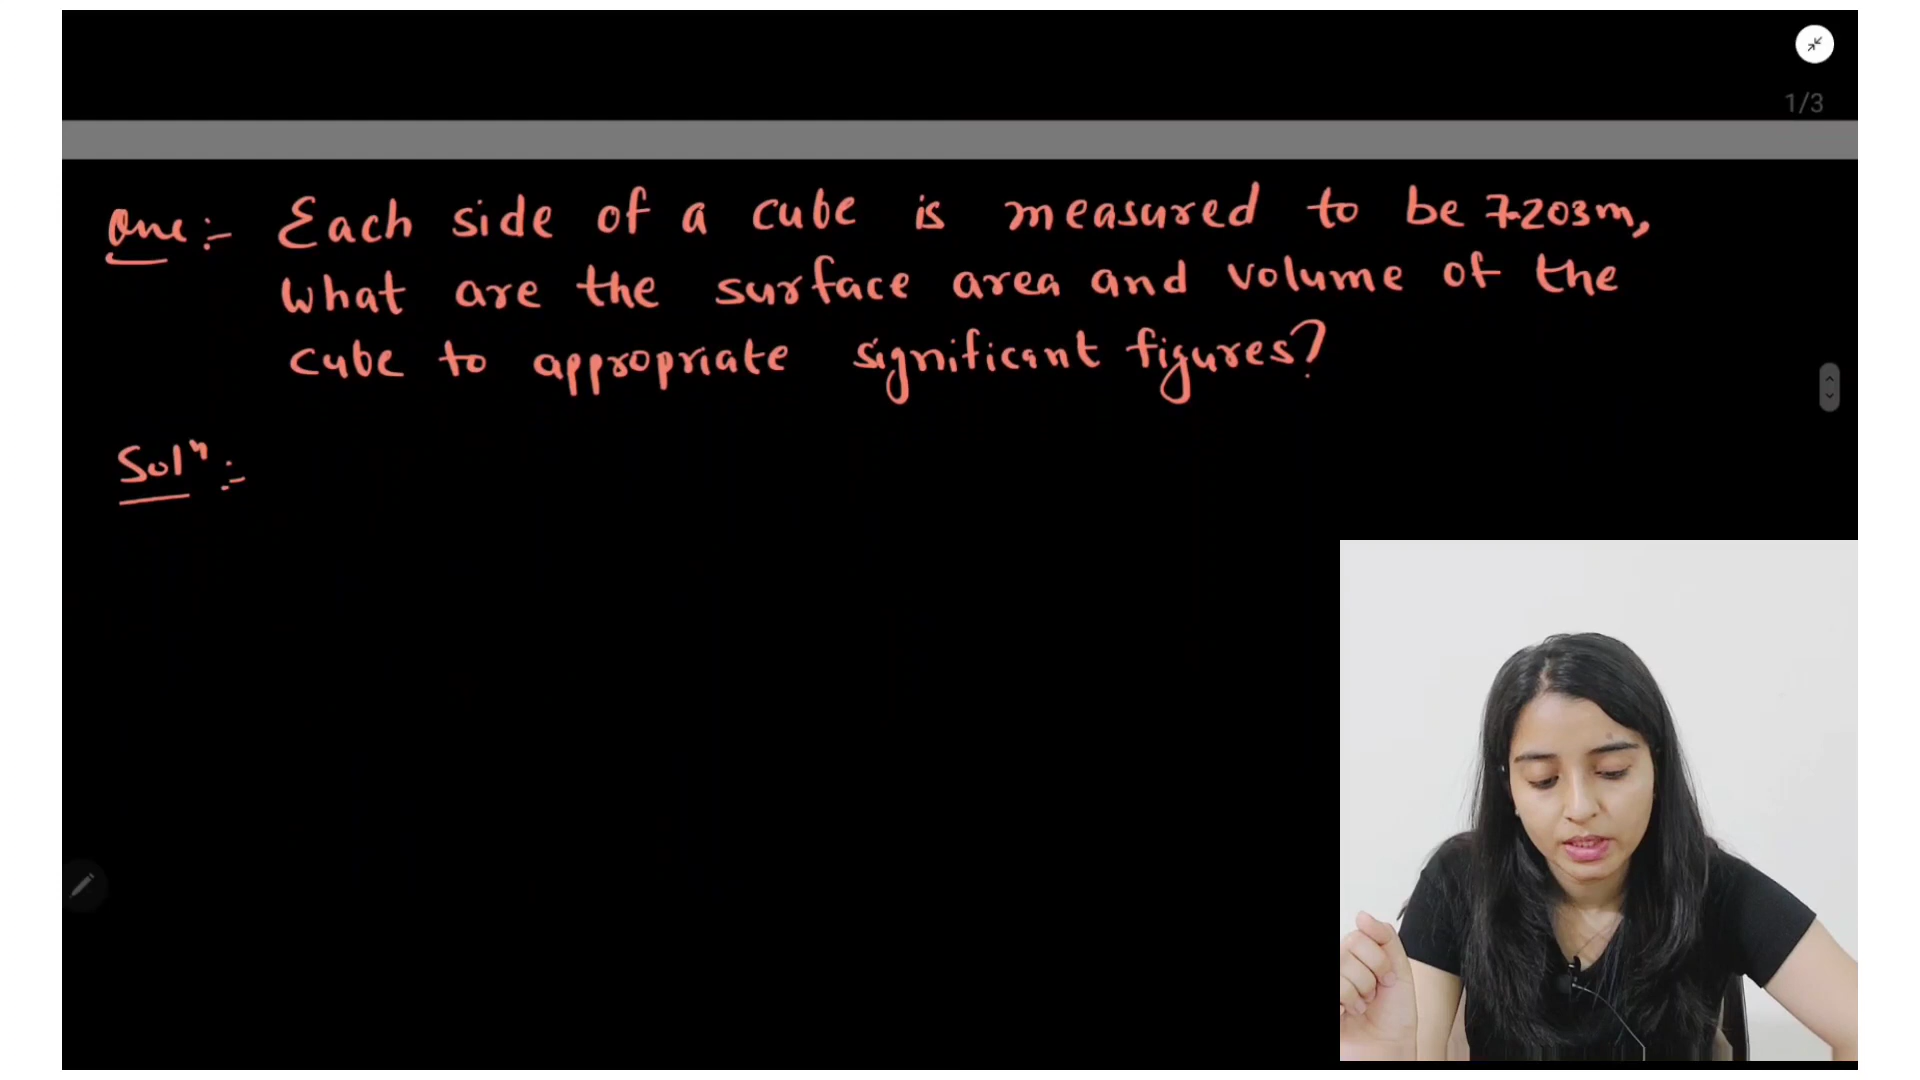 1/3
Que:- Each side of a cube is measured to be 7.203m,
What are the surface area and volume of the
cube to appropriate significant figures?
Solⁿ:-